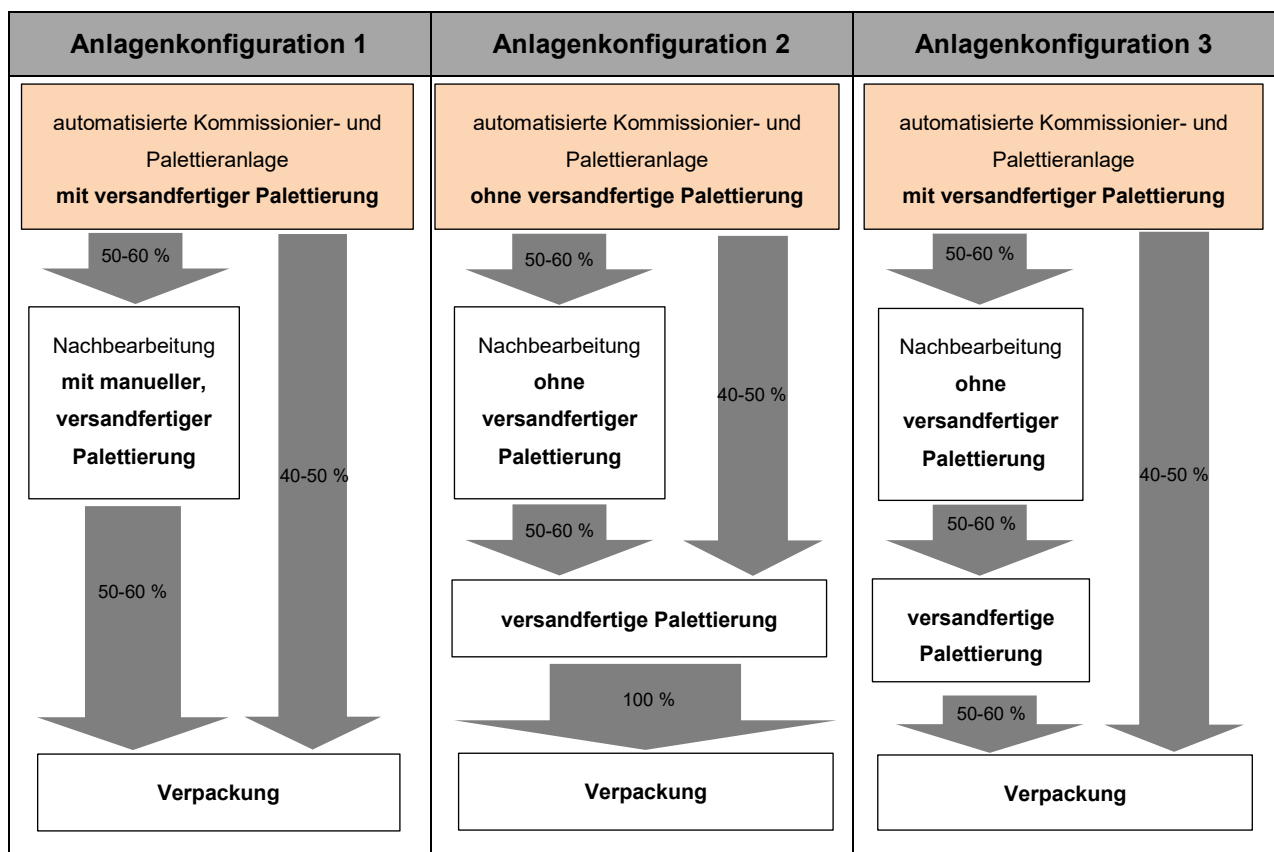 Anlagenkonfiguration 1
automatisierte Kommissionier- und
Palettieranlage
mit versandfertiger Palettierung
50-60 %
Nachbearbeitung
mit manueller,
versandfertiger
Palettierung
40-50 %
50-60 %
Verpackung
Anlagenkonfiguration 2
automatisierte Kommissionier- und
Palettieranlage
ohne versandfertige Palettierung
50-60 %
Nachbearbeitung
ohne
versandfertiger
Palettierung
40-50 %
50-60 %
versandfertige Palettierung
100 %
Verpackung
Anlagenkonfiguration 3
automatisierte Kommissionier- und
Palettieranlage
mit versandfertiger Palettierung
50-60 %
Nachbearbeitung
ohne
versandfertiger
Palettierung
40-50 %
50-60 %
versandfertige
Palettierung
50-60 %
Verpackung